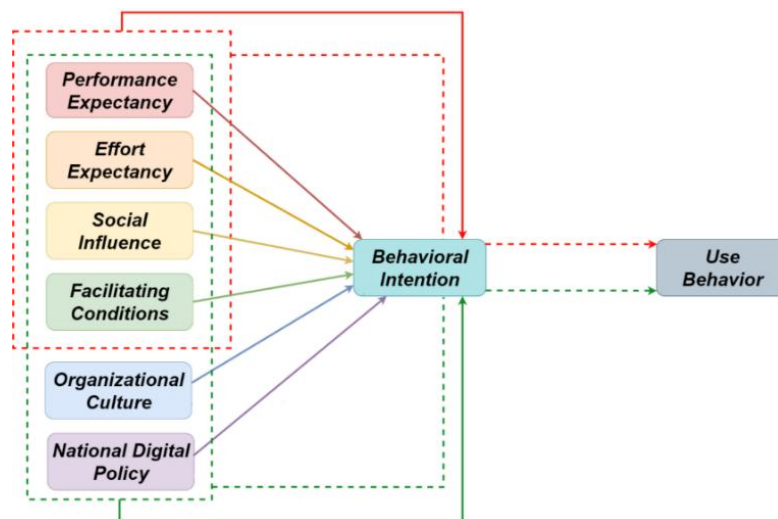 Performance
Expectancy
Effort
Expectancy
Social
Influence
Facilitating
Conditions
Organizational
Culture
National Digital
Policy
Behavioral
Intention
Use
Behavior